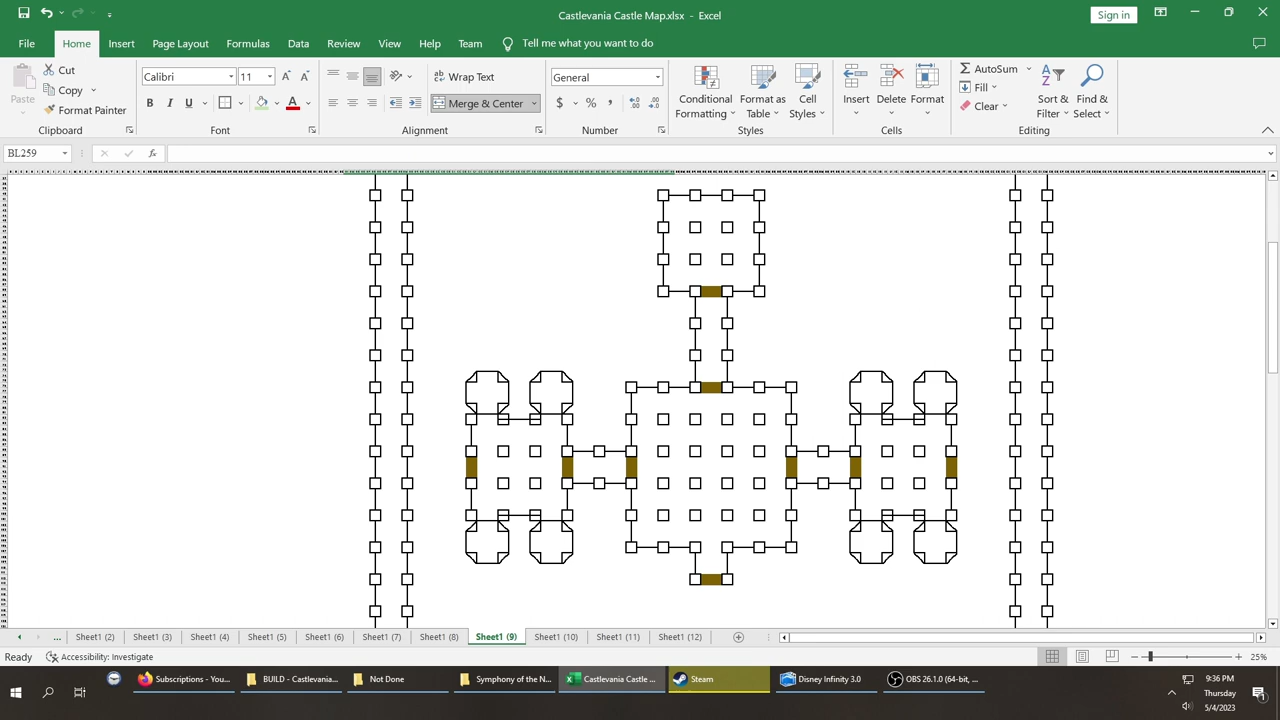 Castlevania Castle Map.xlsx - Excel
Sign in
File Home Insert Page Layout Formulas Data Review View Help Team Tell me what you want to do
Paste
Cut
Copy
Format Painter
Clipboard
Calibri 11
B I U
Font
Wrap Text
Merge & Center
Alignment
General
$ % ,
Number
Conditional Formatting
Format as Table
Cell Styles
Styles
Insert
Delete
Format
Cells
AutoSum
Fill
Clear
Sort & Filter
Find & Select
Editing
BL259
fx
... Sheet1 (2) Sheet1 (3) Sheet1 (4) Sheet1 (5) Sheet1 (6) Sheet1 (7) Sheet1 (8) Sheet1 (9) Sheet1 (10) Sheet1 (11) Sheet1 (12)
Ready Accessibility: Investigate 25%
Subscriptions - You... BUILD - Castlevania... Not Done Symphony of the N... Castlevania Castle ... Steam Disney Infinity 3.0 OBS 26.1.0 (64-bit, ...
9:36 PM
Thursday
5/4/2023